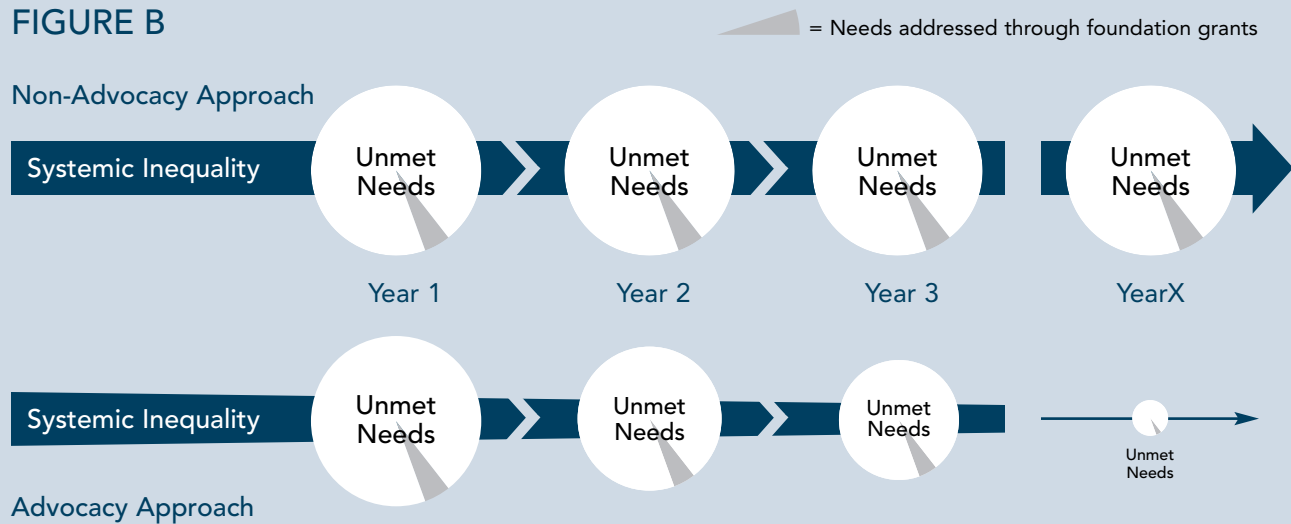 FIGURE B
= Needs addressed through foundation grants
Non-Advocacy Approach
Systemic Inequality
Unmet
Needs
Unmet
Needs
Unmet
Needs
Unmet
Needs
Year 1
Year 2
Year 3
YearX
Systemic Inequality
Unmet
Needs
Unmet
Needs
Unmet
Needs
Unmet
Needs
Advocacy Approach